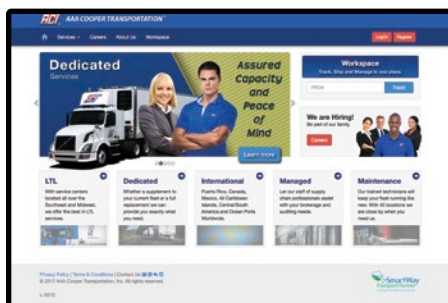 AAA COOPER TRANSPORTATION
Services Careers About Us Workspace
Log In Register
Dedicated
Services
Assured
Capacity
and
Peace
of
Mind
Learn more
Workspace
Track, Ship and Manage in one place.
PRO#
Track
We are Hiring!
Be part of our family.
Careers
LTL
With service centers
located all over the
Southeast and Midwest,
we offer the best in LTL
services.
Dedicated
Whether a supplement to
your current fleet or a full
replacement we can
provide you exactly what
you need.
International
Puerto Rico, Canada,
Mexico, All Caribbean
Islands, Central/South
America and Ocean Ports
Worldwide.
Managed
Let our staff of supply
chain professionals assist
with your brokerage and
auditing needs.
Maintenance
Our trained technicians will
keep your fleet running like
new. With 40 locations we
are close by when you
need us.
Privacy Policy | Terms & Conditions | Contact Us
AAA Cooper Transportation, Inc. All rights reserved.
SmartWay
Transport Partner